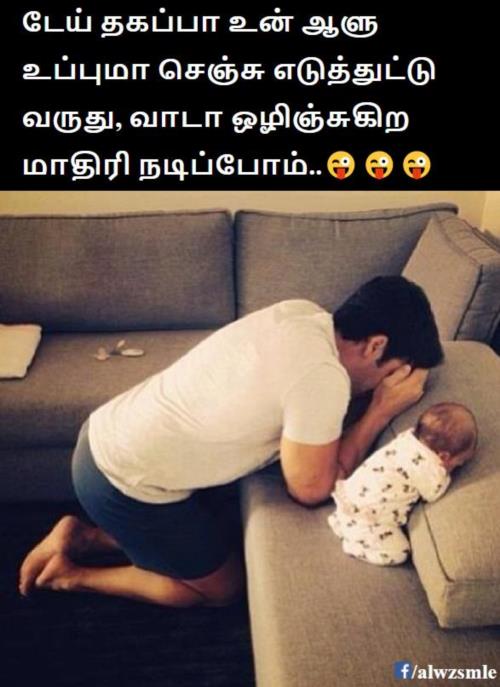 டேய் தகப்பா உன் ஆளு
உப்புமா செஞ்சு எடுத்துட்டு
வருது, வாடா ஒழிஞ்சுகிற
மாதிரி நடிப்போம்..😜 😜 😜
f/alwzsmle